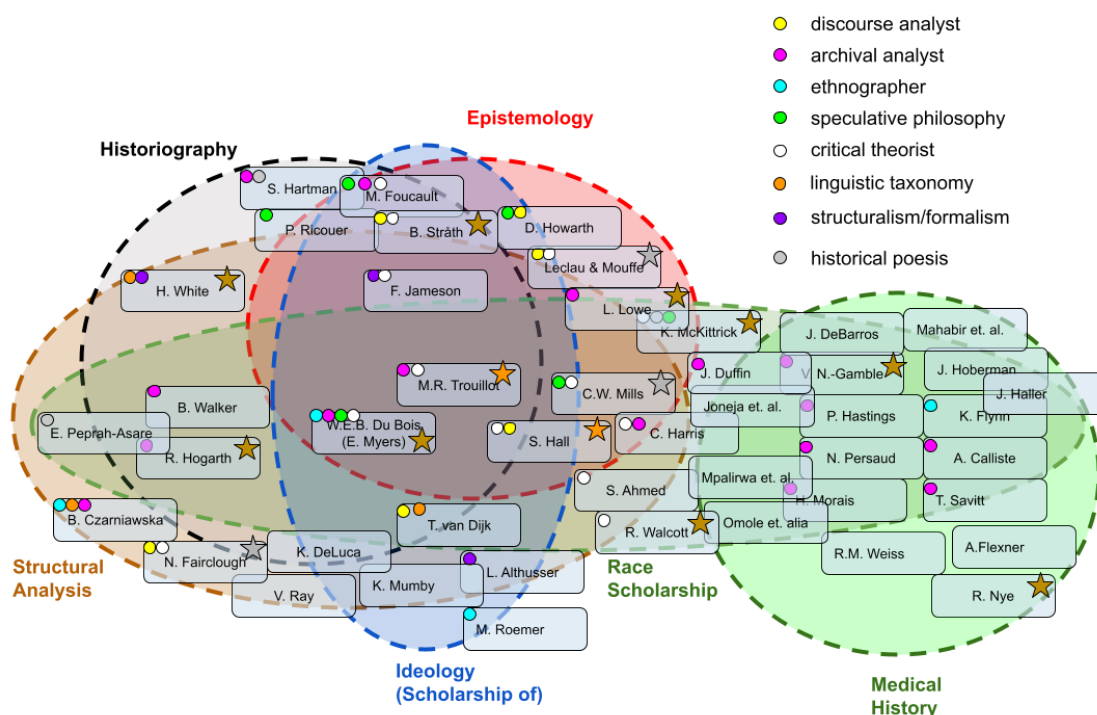 discourse analyst
archival analyst
ethnographer
speculative philosophy
critical theorist
linguistic taxonomy
structuralism/formalism
historical poesis
Epistemology
Historiography
S. Hartman
M. Foucault
P. Ricouer
B. Stråth
D. Howarth
Leclau & Mouffe
H. White
F. Jameson
L. Lowe
K. McKittrick
J. DeBarros
Mahabir et. al.
J. Duffin
V. N.-Gamble
J. Hoberman
J. Haller
M.R. Trouillot
C.W. Mills
B. Walker
Joneja et. al.
P. Hastings
K. Flynn
E. Peprah-Asare
W.E.B. Du Bois
(E. Myers)
S. Hall
C. Harris
R. Hogarth
N. Persaud
A. Calliste
S. Ahmed
Mpalirwa et. al.
H. Morais
T. Savitt
B. Czarniawska
T. van Dijk
R. Walcott
Omole et. alia
N. Fairclough
K. DeLuca
R.M. Weiss
A.Flexner
Structural
Analysis
V. Ray
K. Mumby
L. Althusser
Race
Scholarship
R. Nye
M. Roemer
Ideology
(Scholarship of)
Medical
History